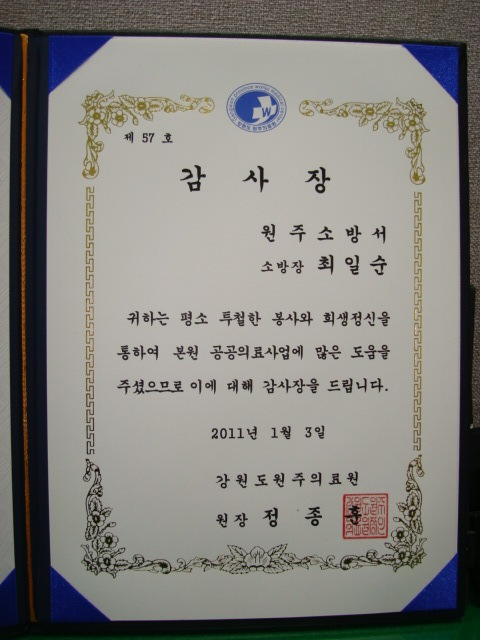 제 57 호
감 사 장
원주소방서
소방장 최일순
귀하는 평소 투철한 봉사와 희생정신을
통하여 본원 공공의료사업에 많은 도움을
주셨으므로 이에 대해 감사장을 드립니다.
2011년 1월 3일
강원도원주의료원
원장 정종훈